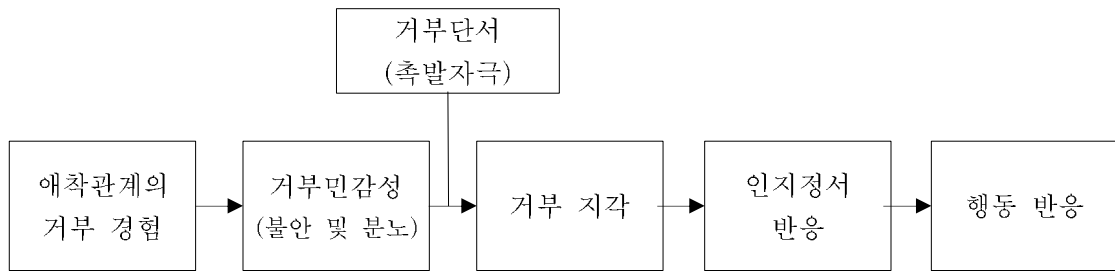 거부단서
(촉발자극)
애착관계의
거부 경험
거부민감성
(불안 및 분노)
거부 지각
인지정서
반응
행동 반응